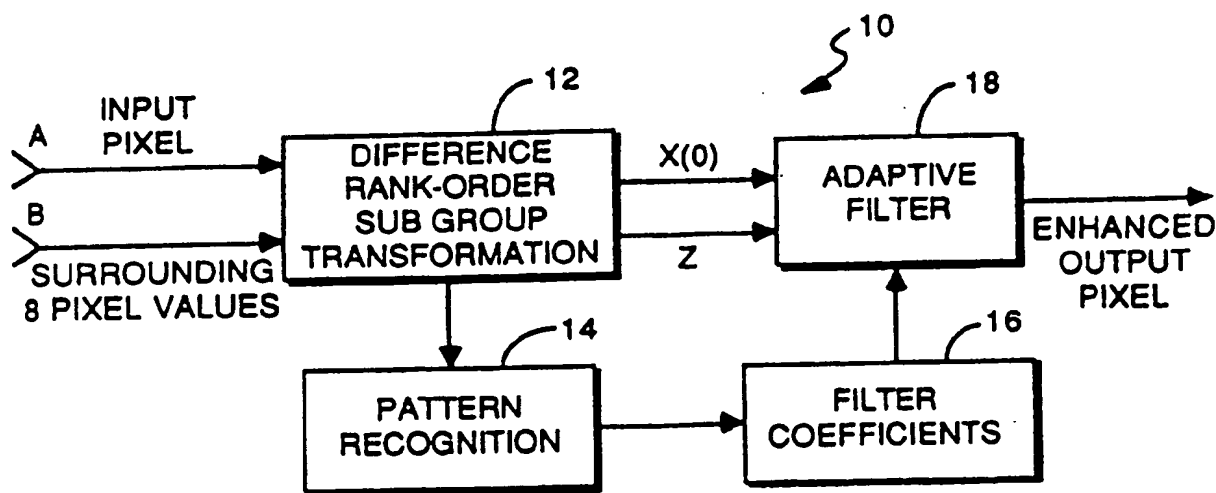 10
12
18
A
INPUT
PIXEL
DIFFERENCE
RANK-ORDER
SUB GROUP
TRANSFORMATION
X(0)
Z
ADAPTIVE
FILTER
B
SURROUNDING
8 PIXEL VALUES
ENHANCED
OUTPUT
PIXEL
14
16
PATTERN
RECOGNITION
FILTER
COEFFICIENTS